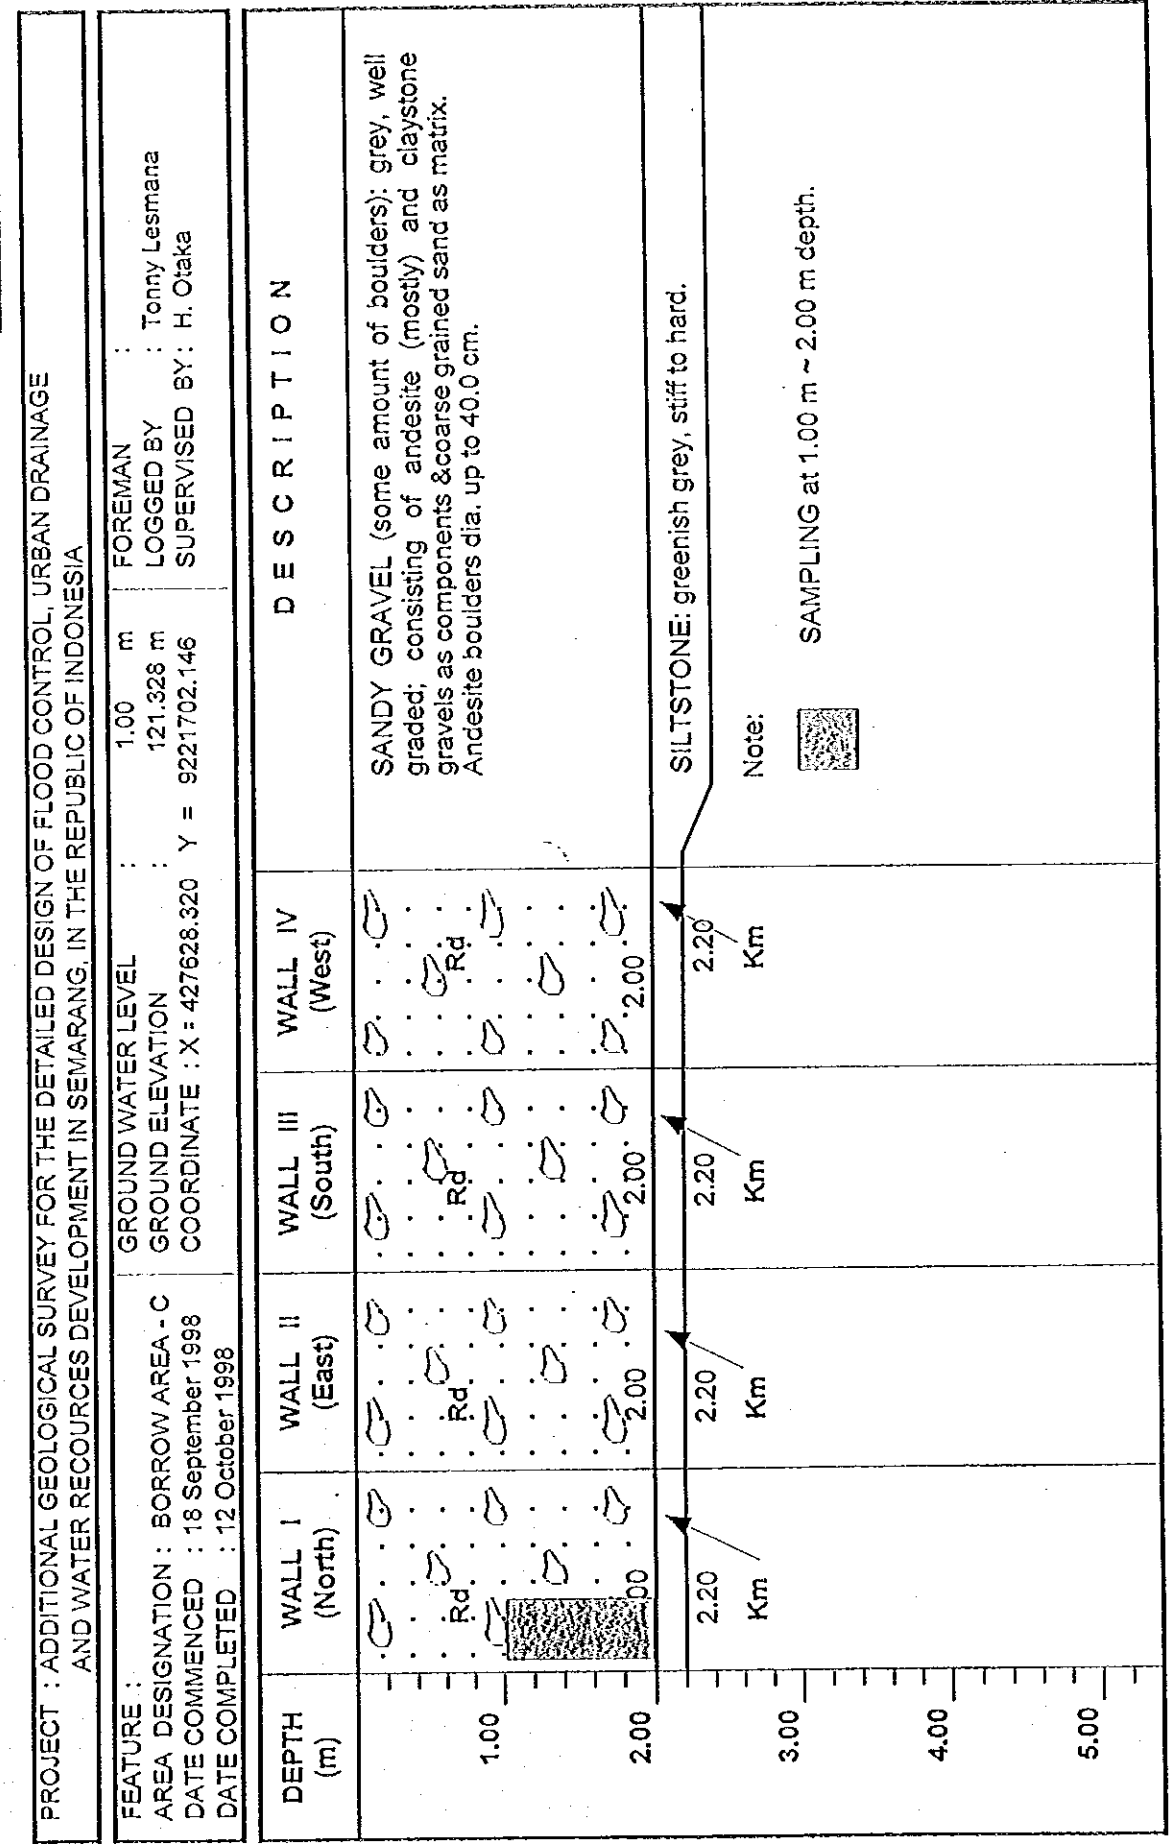 PROJECT : ADDITIONAL GEOLOGICAL SURVEY FOR THE DETAILED DESIGN OF FLOOD CONTROL, URBAN DRAINAGE
AND WATER RECOURCES DEVELOPMENT IN SEMARANG, IN THE REPUBLIC OF INDONESIA
FEATURE :
AREA DESIGNATION : BORROW AREA - C
DATE COMMENCED : 18 September 1998
DATE COMPLETED : 12 October 1998
GROUND WATER LEVEL : 1.00 m
GROUND ELEVATION : 121.328 m
COORDINATE : X = 427628.320 Y = 9221702.146
FOREMAN :
LOGGED BY : Tonny Lesmana
SUPERVISED BY : H. Otaka
DEPTH
(m)
WALL I
(North)
WALL II
(East)
WALL III
(South)
WALL IV
(West)
DESCRIPTION
1.00
2.00
3.00
4.00
5.00
Rd
00
2.20
Km
Rd
2.00
2.20
Km
Rd
2.00
2.20
Km
Rd
2.00
2.20
Km
SANDY GRAVEL (some amount of boulders): grey, well
graded; consisting of andesite (mostly) and claystone
gravels as components &coarse grained sand as matrix.
Andesite boulders dia. up to 40.0 cm.
SILTSTONE: greenish grey, stiff to hard.
Note:
SAMPLING at 1.00 m ~ 2.00 m depth.